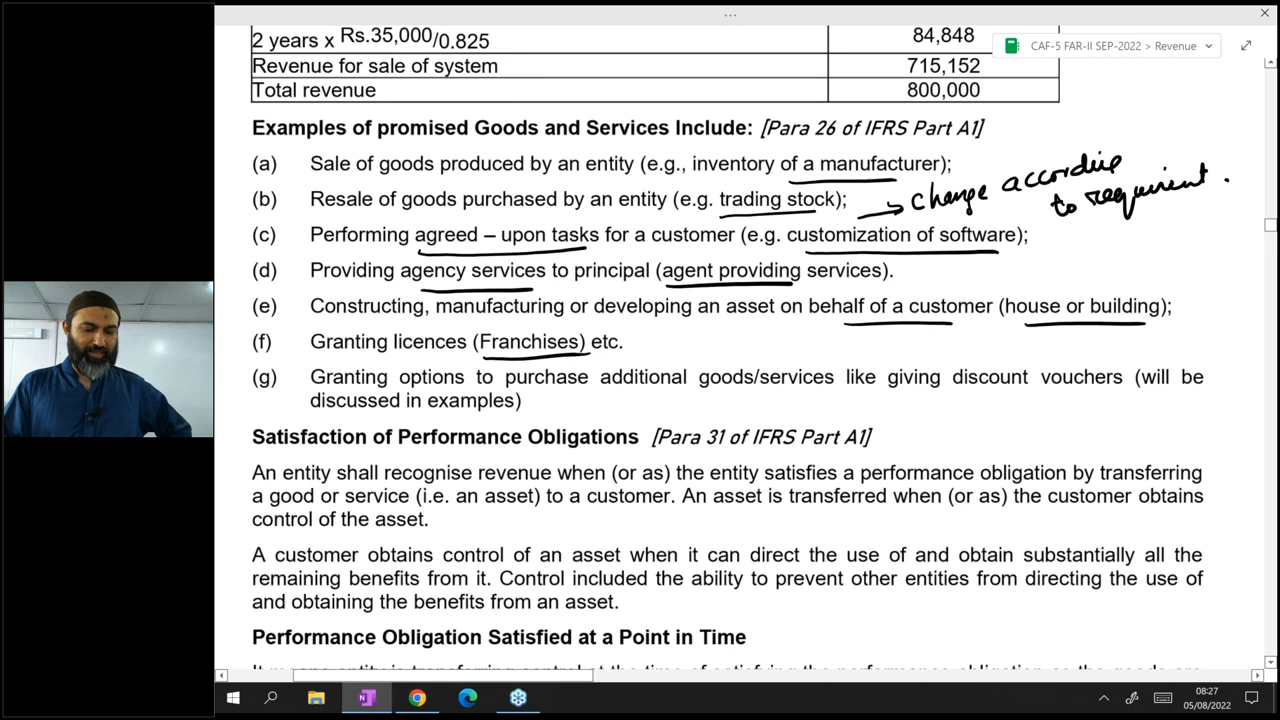 2 years x Rs.35,000/0.825 84,848
CAF-5 FAR-II SEP-2022 > Revenue
Revenue for sale of system 715,152
Total revenue 800,000
Examples of promised Goods and Services Include: [Para 26 of IFRS Part A1]
(a) Sale of goods produced by an entity (e.g., inventory of a manufacturer);
(b) Resale of goods purchased by an entity (e.g. trading stock);
change according
to requirement.
(c) Performing agreed – upon tasks for a customer (e.g. customization of software);
(d) Providing agency services to principal (agent providing services).
(e) Constructing, manufacturing or developing an asset on behalf of a customer (house or building);
(f) Granting licences (Franchises) etc.
(g) Granting options to purchase additional goods/services like giving discount vouchers (will be
discussed in examples)
Satisfaction of Performance Obligations [Para 31 of IFRS Part A1]
An entity shall recognise revenue when (or as) the entity satisfies a performance obligation by transferring
a good or service (i.e. an asset) to a customer. An asset is transferred when (or as) the customer obtains
control of the asset.
A customer obtains control of an asset when it can direct the use of and obtain substantially all the
remaining benefits from it. Control included the ability to prevent other entities from directing the use of
and obtaining the benefits from an asset.
Performance Obligation Satisfied at a Point in Time
08:27
05/08/2022